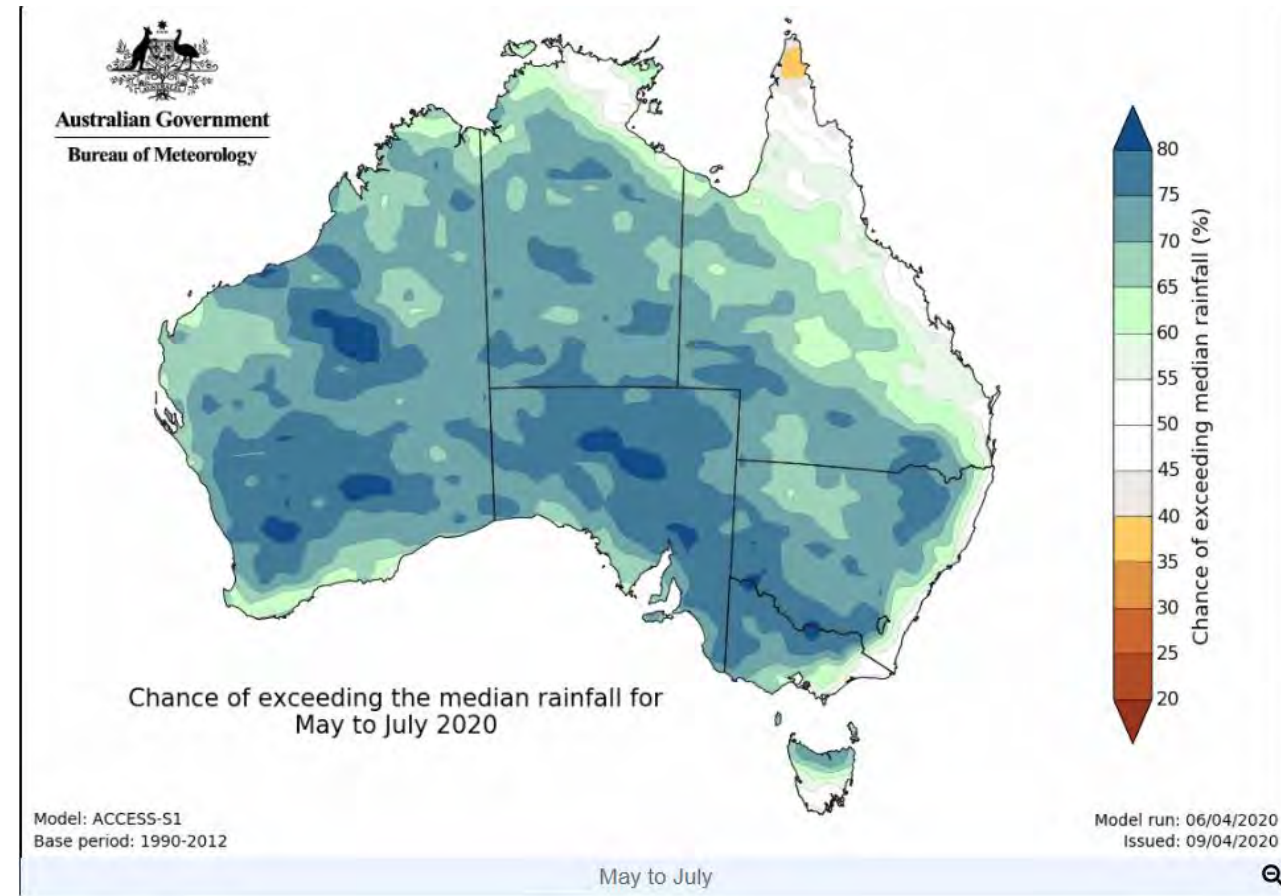 Australian Government
Bureau of Meteorology
80
75
70
65
60
55
50
45
40
35
30
25
20
Chance of exceeding median rainfall (%)
Chance of exceeding the median rainfall for
May to July 2020
Model: ACCESS-S1
Base period: 1990-2012
Model run: 06/04/2020
Issued: 09/04/2020
May to July